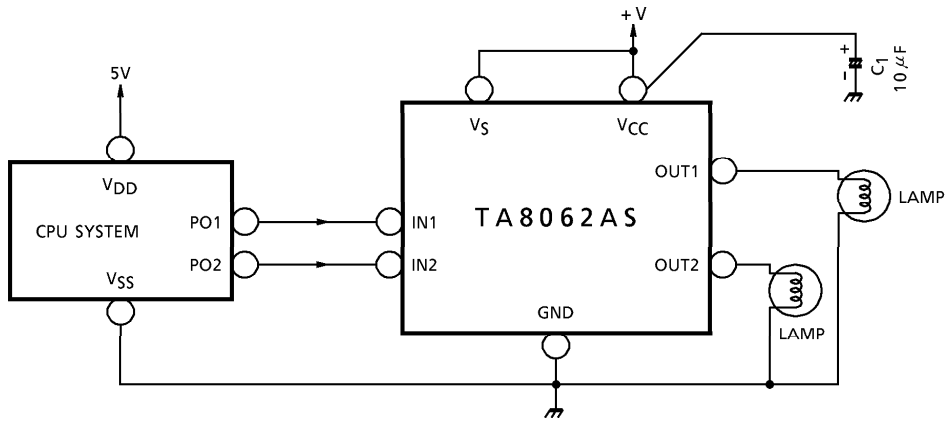 +V
5V
+
-
C1
10μF
VS
VCC
VDD
CPU SYSTEM
PO1
PO2
VSS
IN1
IN2
TA8062AS
OUT1
OUT2
GND
LAMP
LAMP